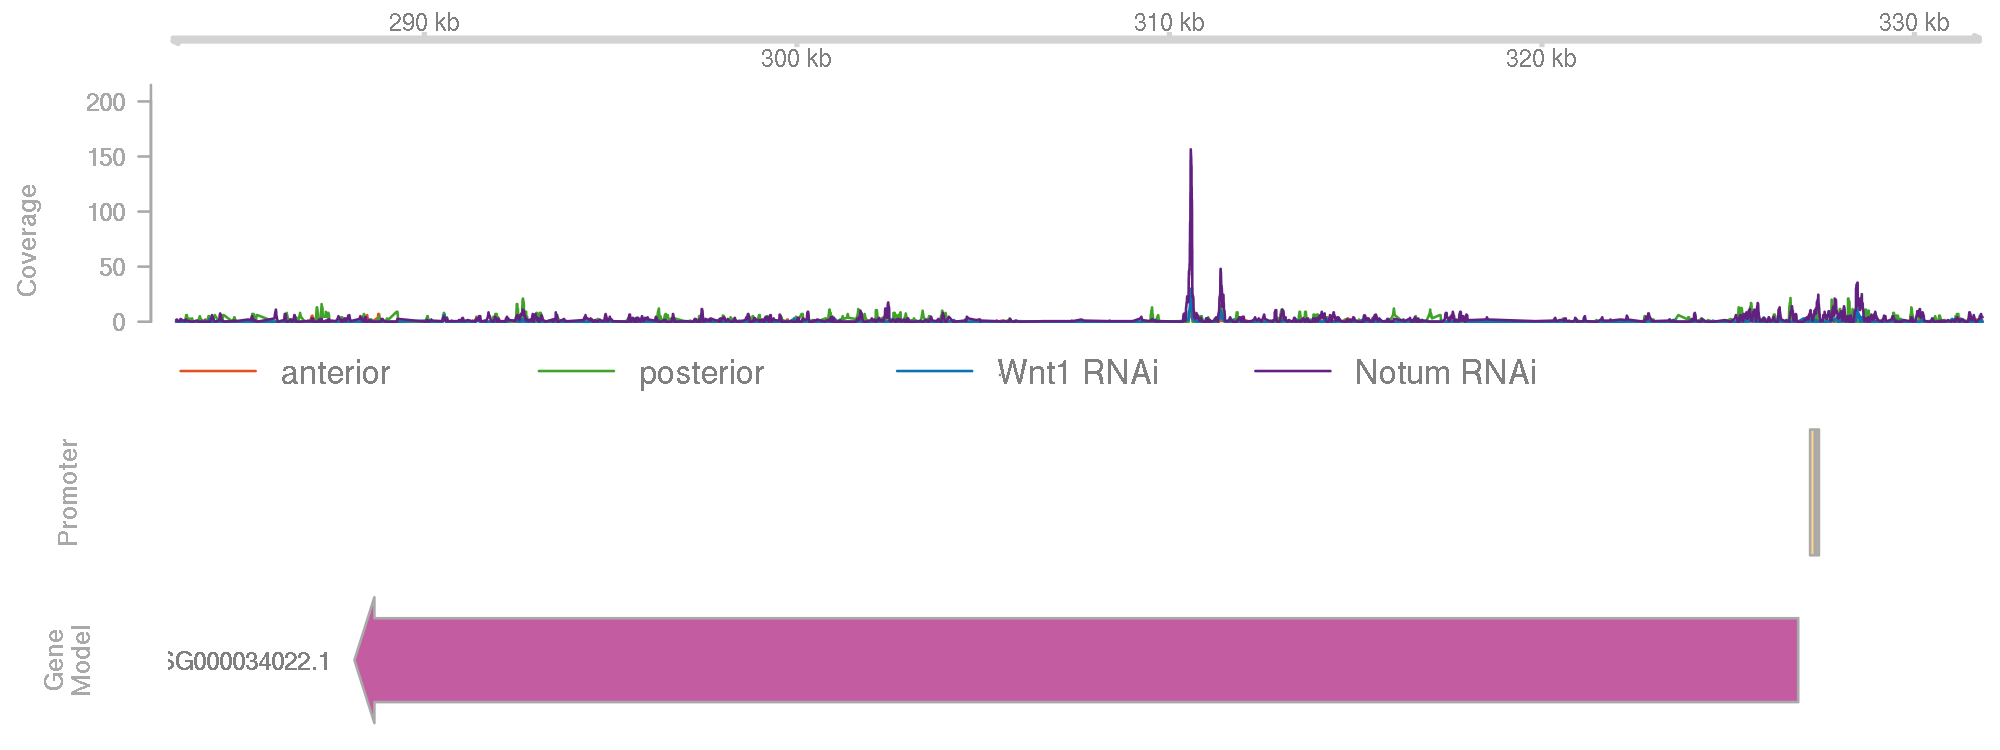 290 kb 310 kb 330 kb
300 kb 320 kb
Coverage
200
150
100
50
0
anterior posterior Wnt1 RNAi Notum RNAi
Promoter
Gene
Model
SG000034022.1